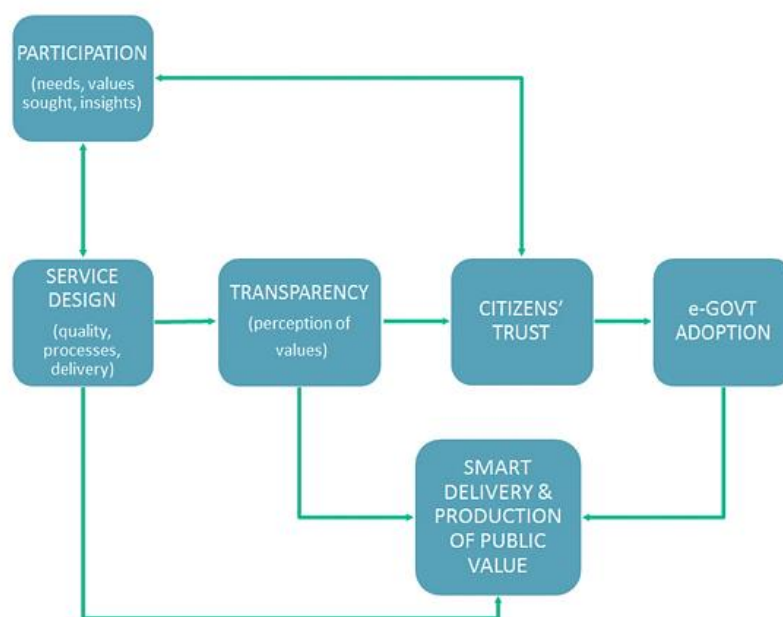 PARTICIPATION
(needs, values
sought, insights)
SERVICE
DESIGN
(quality,
processes,
delivery)
TRANSPARENCY
(perception of
values)
CITIZENS’
TRUST
e-GOVT
ADOPTION
SMART
DELIVERY &
PRODUCTION
OF PUBLIC
VALUE